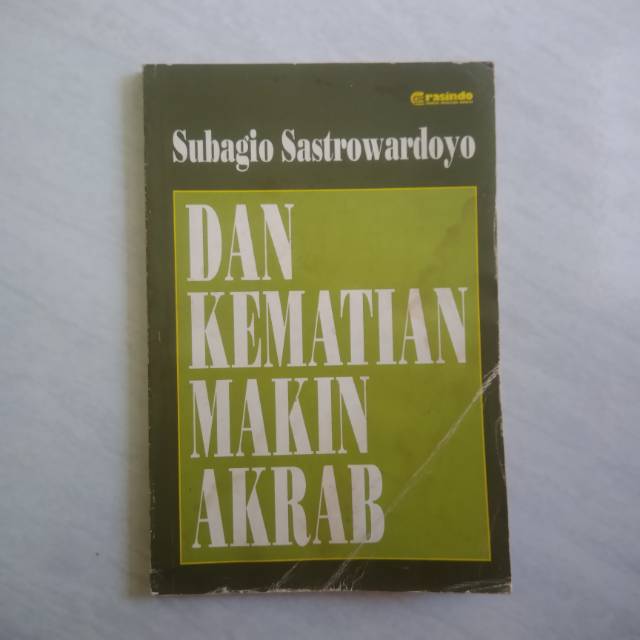 Grasindo
Subagio Sastrowardoyo
DAN
KEMATIAN
MAKIN
AKRAB